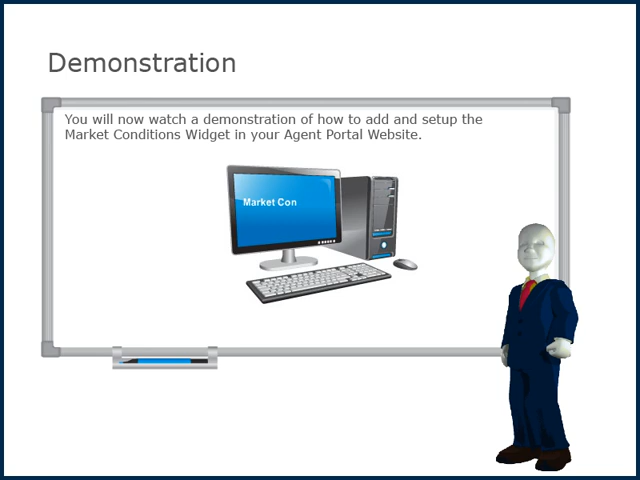 Demonstration
You will now watch a demonstration of how to add and setup the
Market Conditions Widget in your Agent Portal Website.
Market Con